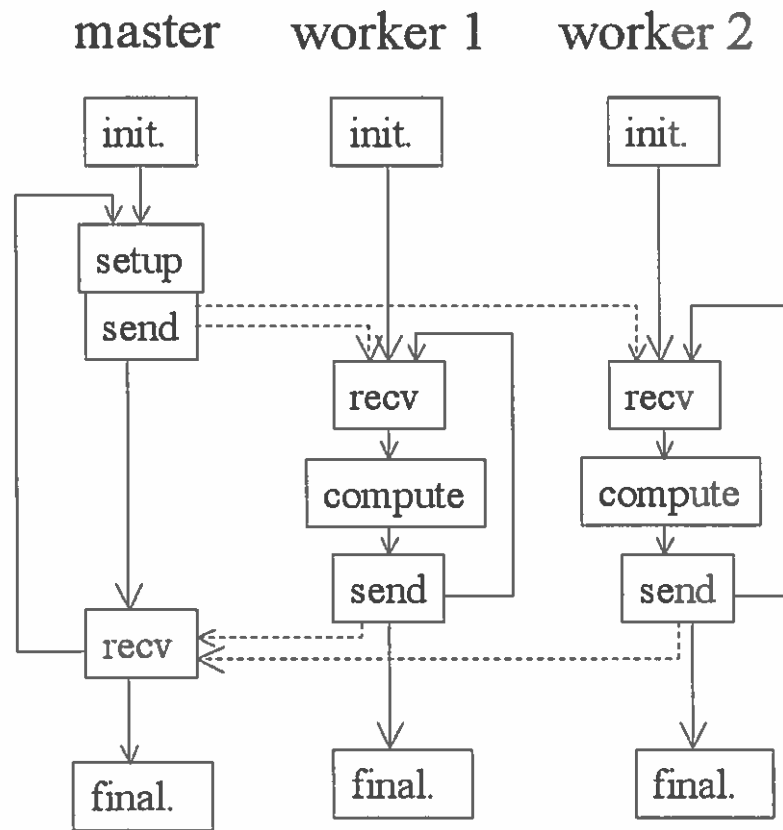 master worker 1 worker 2
init. init. init.
setup
send
recv recv
compute compute
send send
recv
final. final. final.